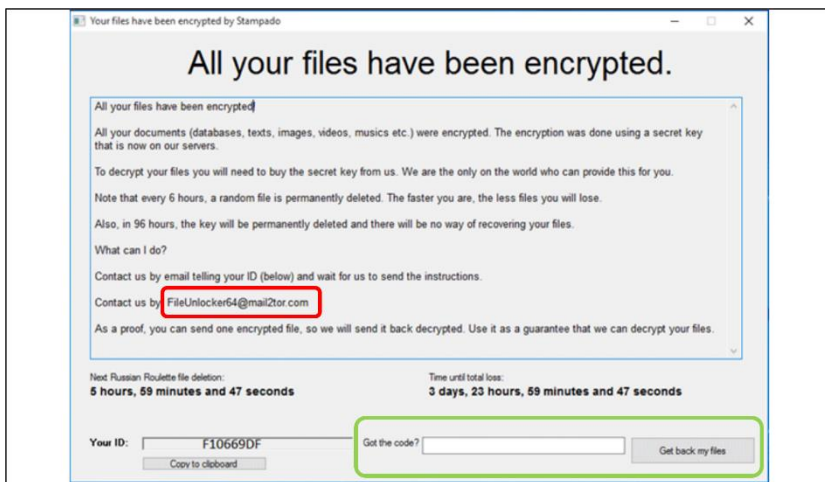 Your files have been encrypted by Stampado
All your files have been encrypted.
All your files have been encrypted
All your documents (databases, texts, images, videos, musics etc.) were encrypted. The encryption was done using a secret key
that is now on our servers.
To decrypt your files you will need to buy the secret key from us. We are the only on the world who can provide this for you.
Note that every 6 hours, a random file is permanently deleted. The faster you are, the less files you will lose.
Also, in 96 hours, the key will be permanently deleted and there will be no way of recovering your files.
What can I do?
Contact us by email telling your ID (below) and wait for us to send the instructions.
Contact us by: FileUnlocker64@mail2tor.com
As a proof, you can send one encrypted file, so we will send it back decrypted. Use it as a guarantee that we can decrypt your files.
Next Russian Roulette file deletion:
5 hours, 59 minutes and 47 seconds
Time until total loss:
3 days, 23 hours, 59 minutes and 47 seconds
Your ID: F10669DF
Copy to clipboard
Got the code?
Get back my files